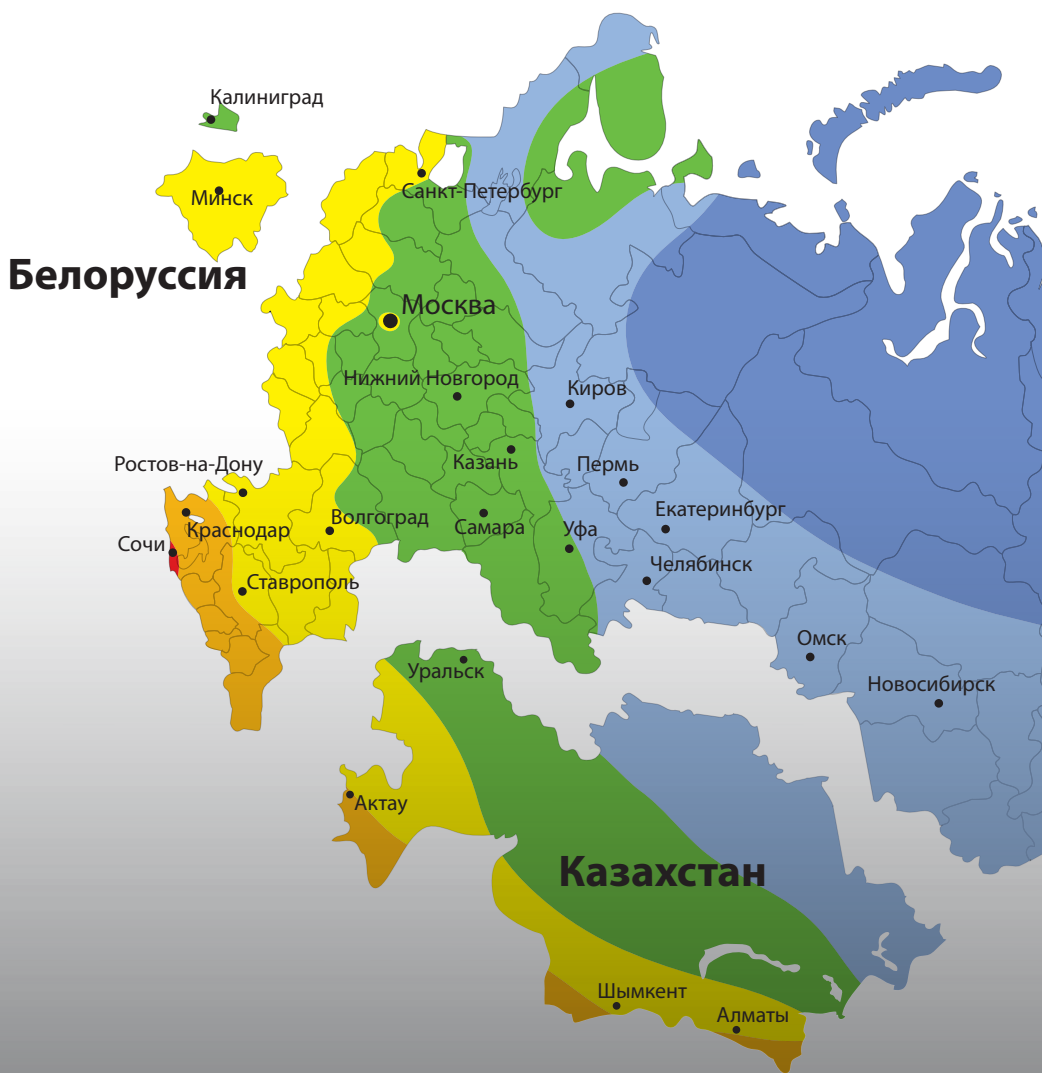 Калининград
Минск
Санкт-Петербург
Белоруссия
Москва
Нижний Новгород
Киров
Ростов-на-Дону
Казань
Пермь
Волгоград
Самара
Уфа
Екатеринбург
Краснодар
Сочи
Челябинск
Ставрополь
Омск
Уральск
Новосибирск
Актау
Казахстан
Шымкент
Алматы